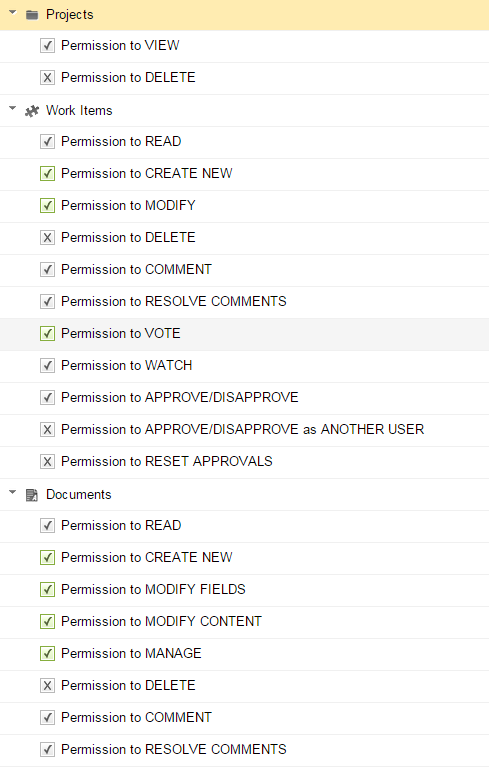 Projects
Permission to VIEW
Permission to DELETE
Work Items
Permission to READ
Permission to CREATE NEW
Permission to MODIFY
Permission to DELETE
Permission to COMMENT
Permission to RESOLVE COMMENTS
Permission to VOTE
Permission to WATCH
Permission to APPROVE/DISAPPROVE
Permission to APPROVE/DISAPPROVE as ANOTHER USER
Permission to RESET APPROVALS
Documents
Permission to READ
Permission to CREATE NEW
Permission to MODIFY FIELDS
Permission to MODIFY CONTENT
Permission to MANAGE
Permission to DELETE
Permission to COMMENT
Permission to RESOLVE COMMENTS